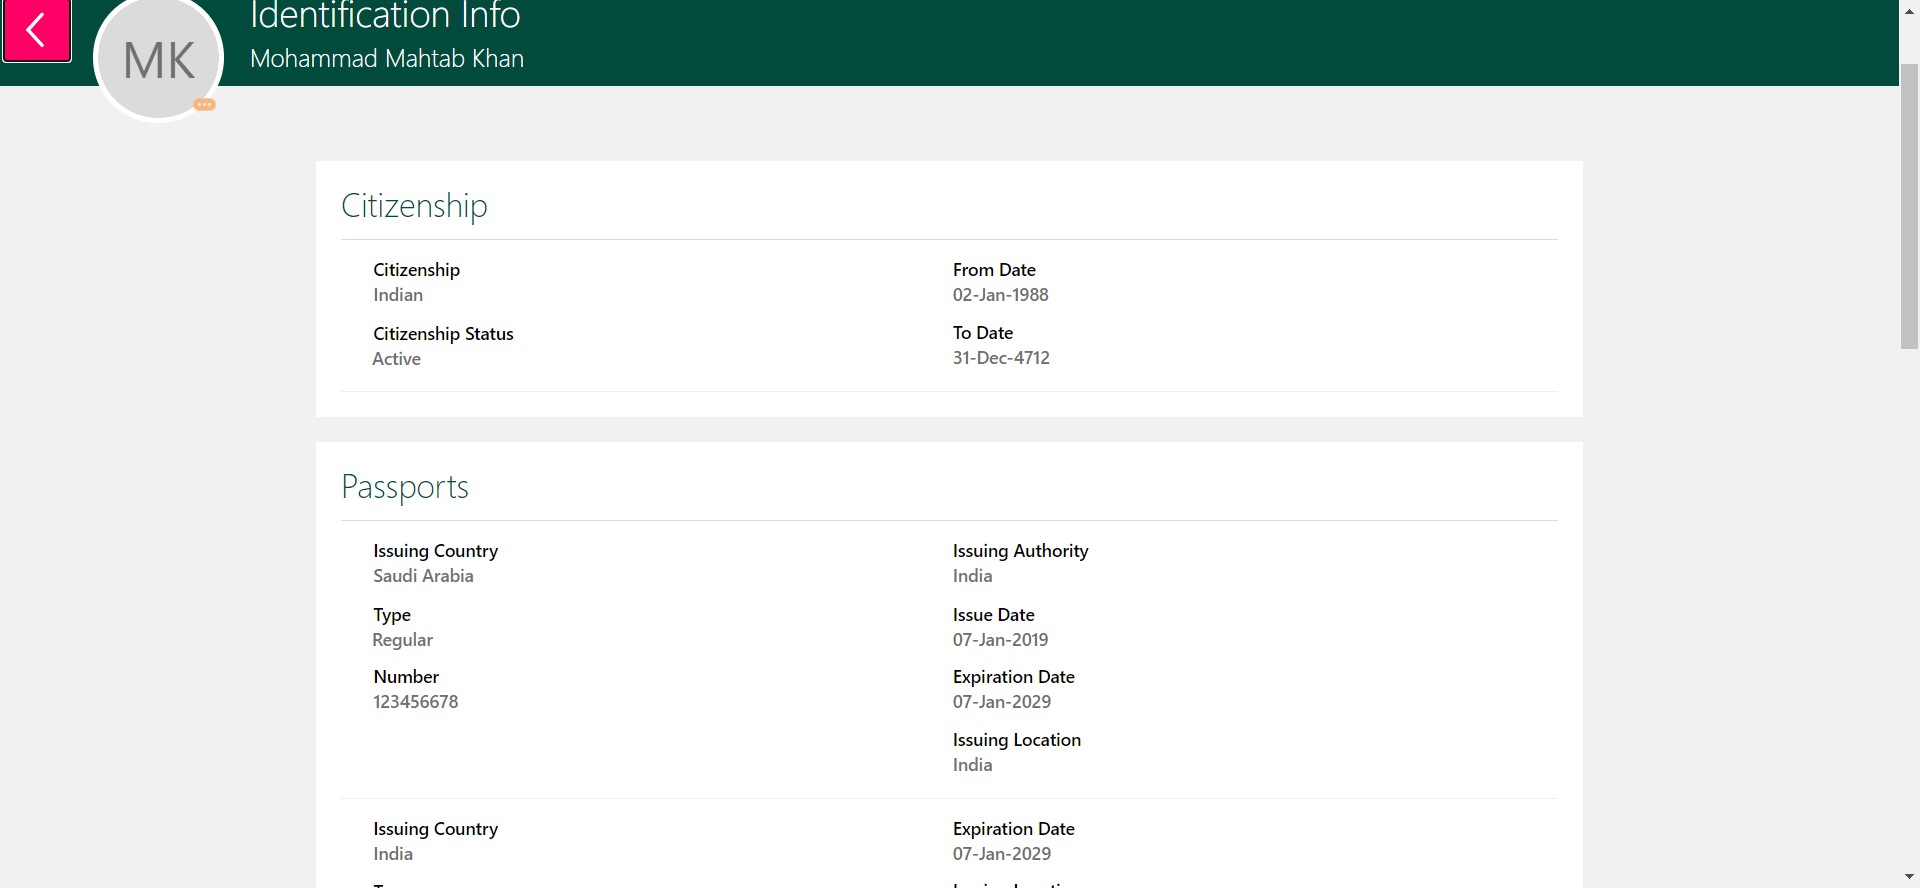 Identification Info
MK
Mohammad Mahtab Khan
Citizenship
Citizenship
Indian
From Date
02-Jan-1988
Citizenship Status
Active
To Date
31-Dec-4712
Passports
Issuing Country
Saudi Arabia
Issuing Authority
India
Type
Regular
Issue Date
07-Jan-2019
Number
123456678
Expiration Date
07-Jan-2029
Issuing Location
India
Issuing Country
India
Expiration Date
07-Jan-2029